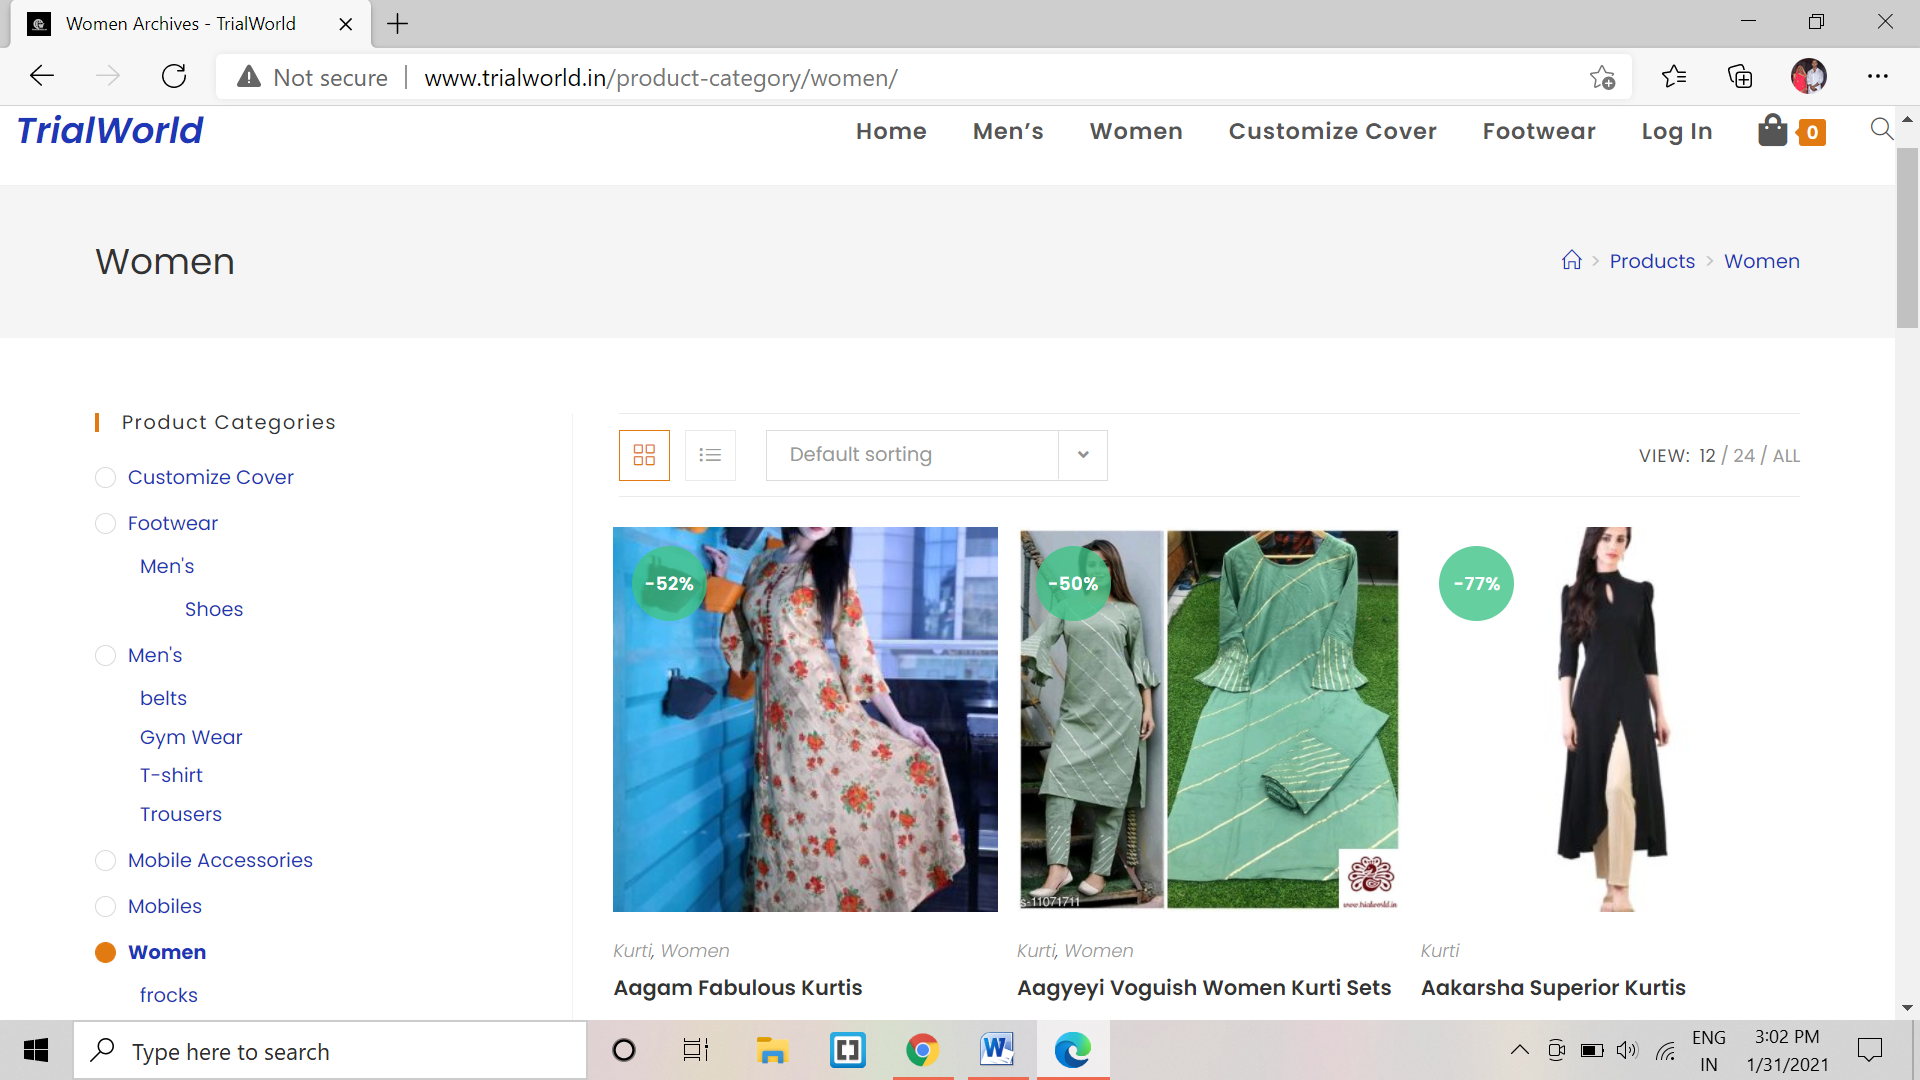 Women Archives - TrialWorld
Not secure | www.trialworld.in/product-category/women/
TrialWorld
Home Men’s Women Customize Cover Footwear Log In 0
Women
> Products > Women
Product Categories
Customize Cover
Footwear
Men's
Shoes
Men's
belts
Gym Wear
T-shirt
Trousers
Mobile Accessories
Mobiles
Women
frocks
Default sorting
VIEW: 12 / 24 / ALL
-52%
-50%
-77%
s-11071711
www.trialworld.in
Kurti, Women
Aagam Fabulous Kurtis
Kurti, Women
Aagyeyi Voguish Women Kurti Sets
Kurti
Aakarsha Superior Kurtis
Type here to search
ENG
IN
3:02 PM
1/31/2021